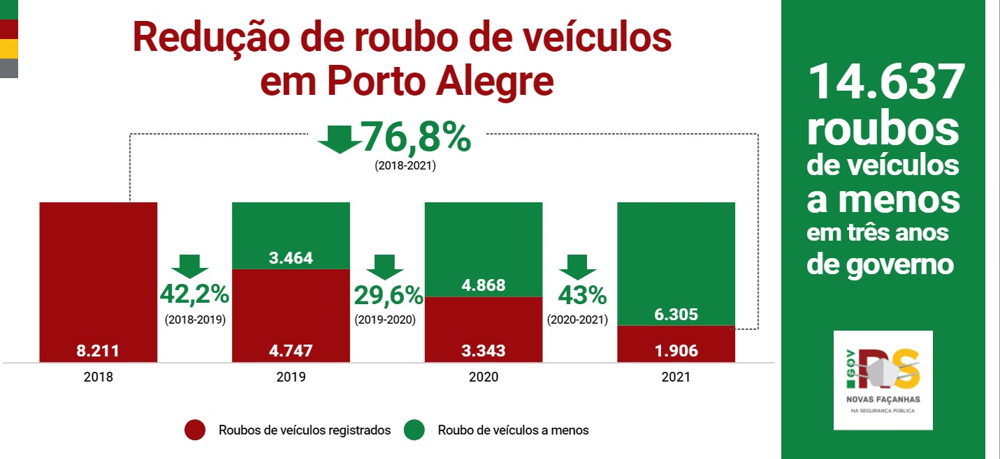 Redução de roubo de veículos
em Porto Alegre
76,8%
(2018-2021)
8.211
2018
42,2%
(2018-2019)
3.464
4.747
2019
29,6%
(2019-2020)
4.868
3.343
2020
43%
(2020-2021)
6.305
1.906
2021
Roubos de veículos registrados
Roubo de veículos a menos
14.637
roubos
de veículos
a menos
em três anos
de governo
GOV
RS
NOVAS FAÇANHAS
NA SEGURANÇA PÚBLICA